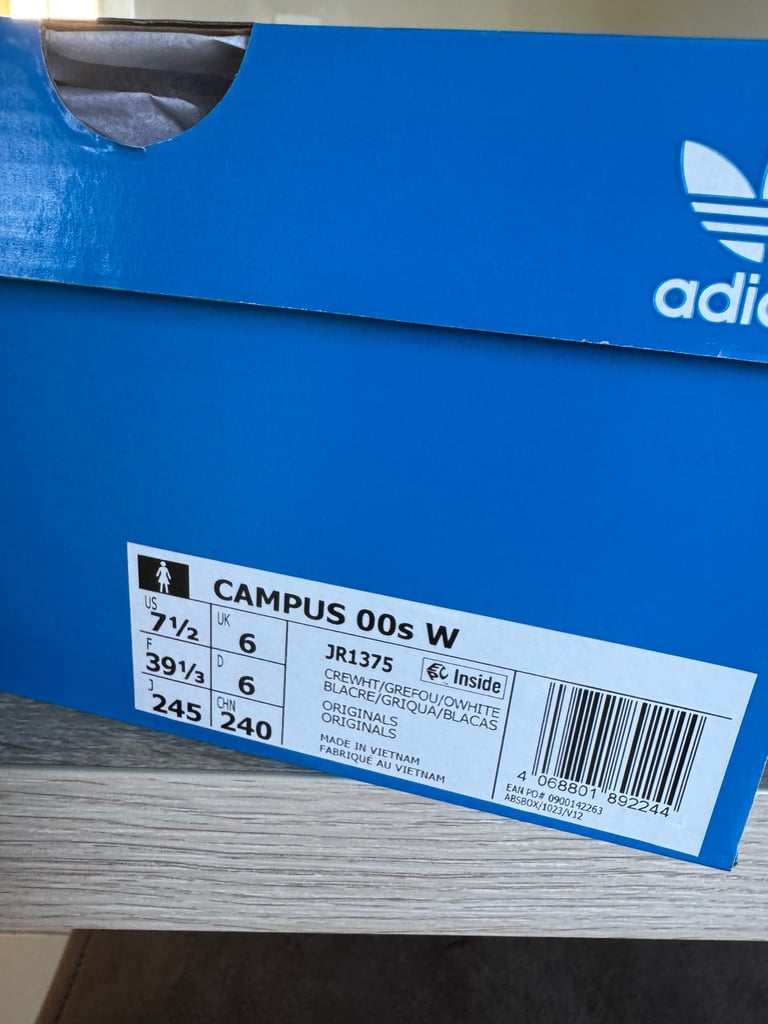 adi
CAMPUS 00s W
US
7½
UK
6
F
39⅓
D
6
J
245
CHN
240
JR1375
Inside
CREWHT/GREFOU/OWHITE
BLACRE/GRIQUA/BLACAS
ORIGINALS
ORIGINALS
MADE IN VIETNAM
FABRIQUÉ AU VIETNAM
4 068801 892244
EAN PO# 0900142263
ABSBOX/1023/V12